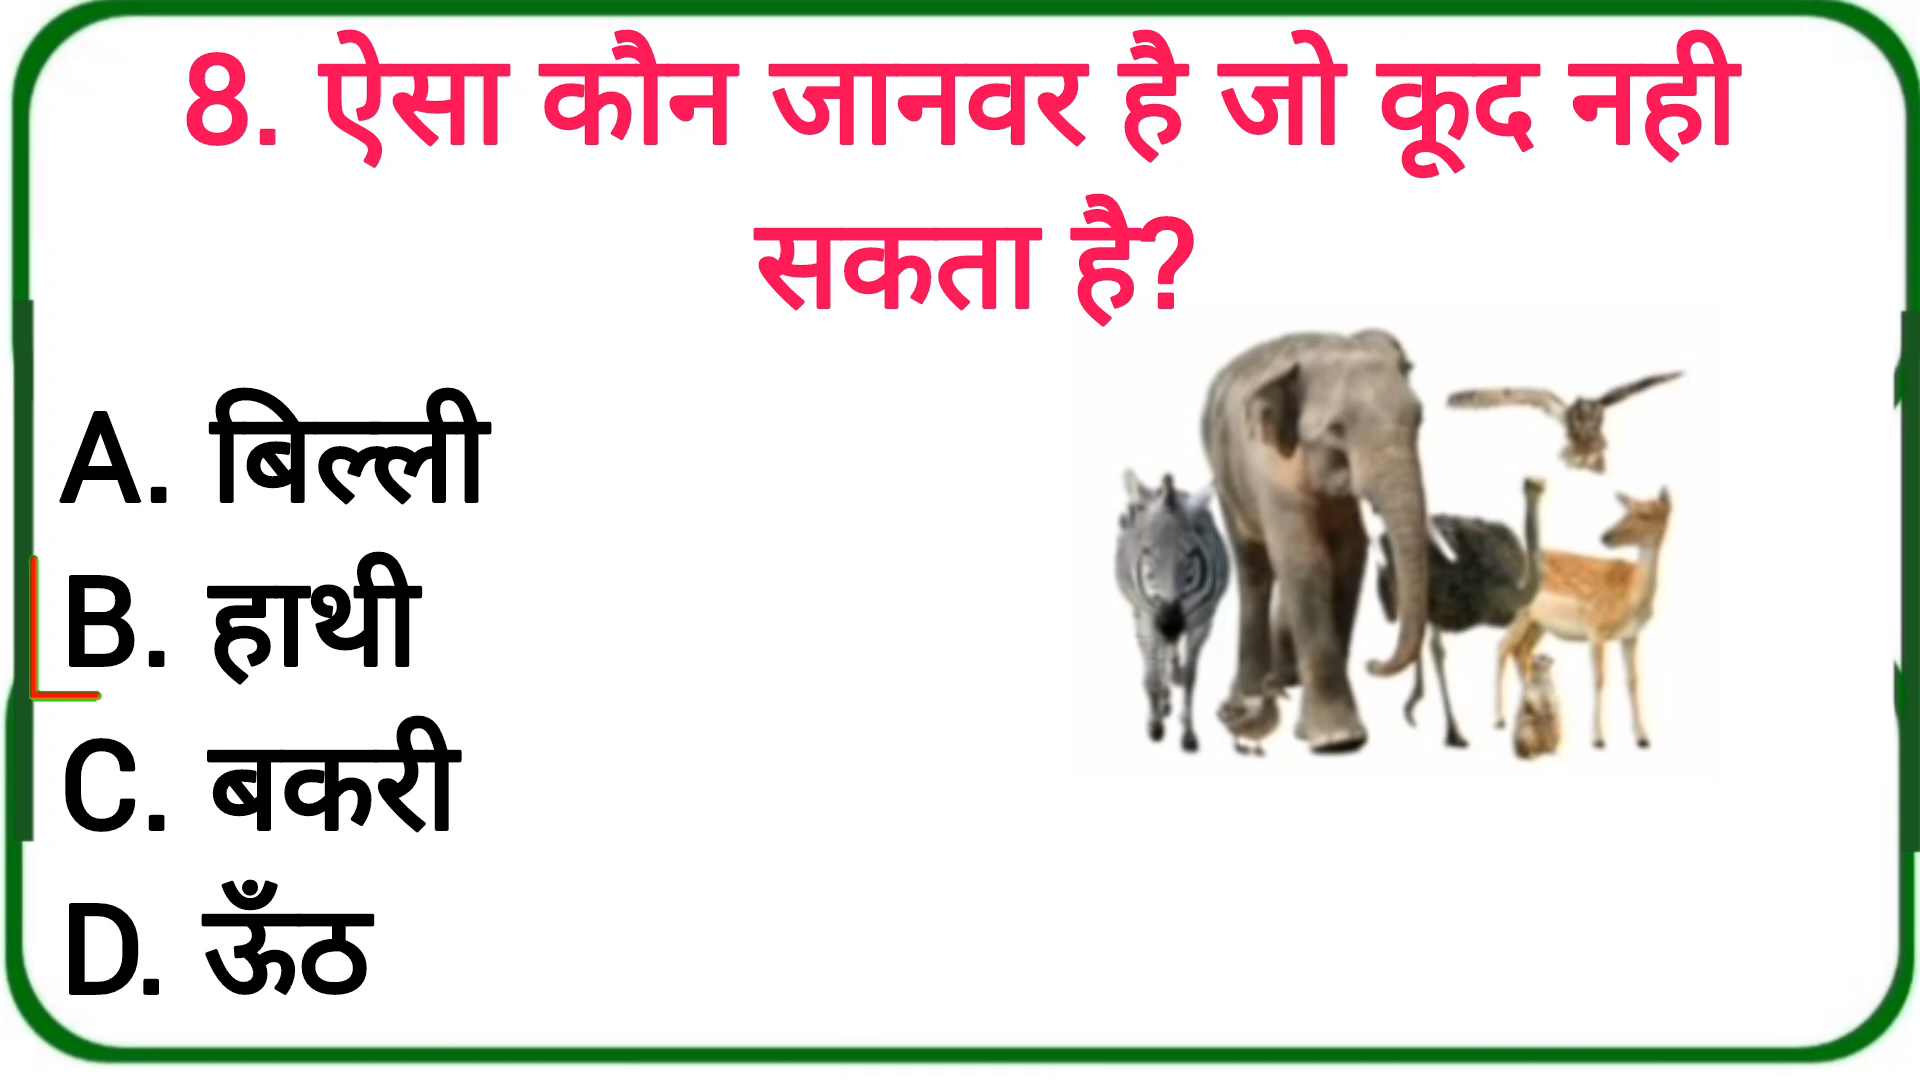 8. ऐसा कौन जानवर है जो कूद नही
सकता है?
A. बिल्ली
B. हाथी
C. बकरी
D. ऊँठ